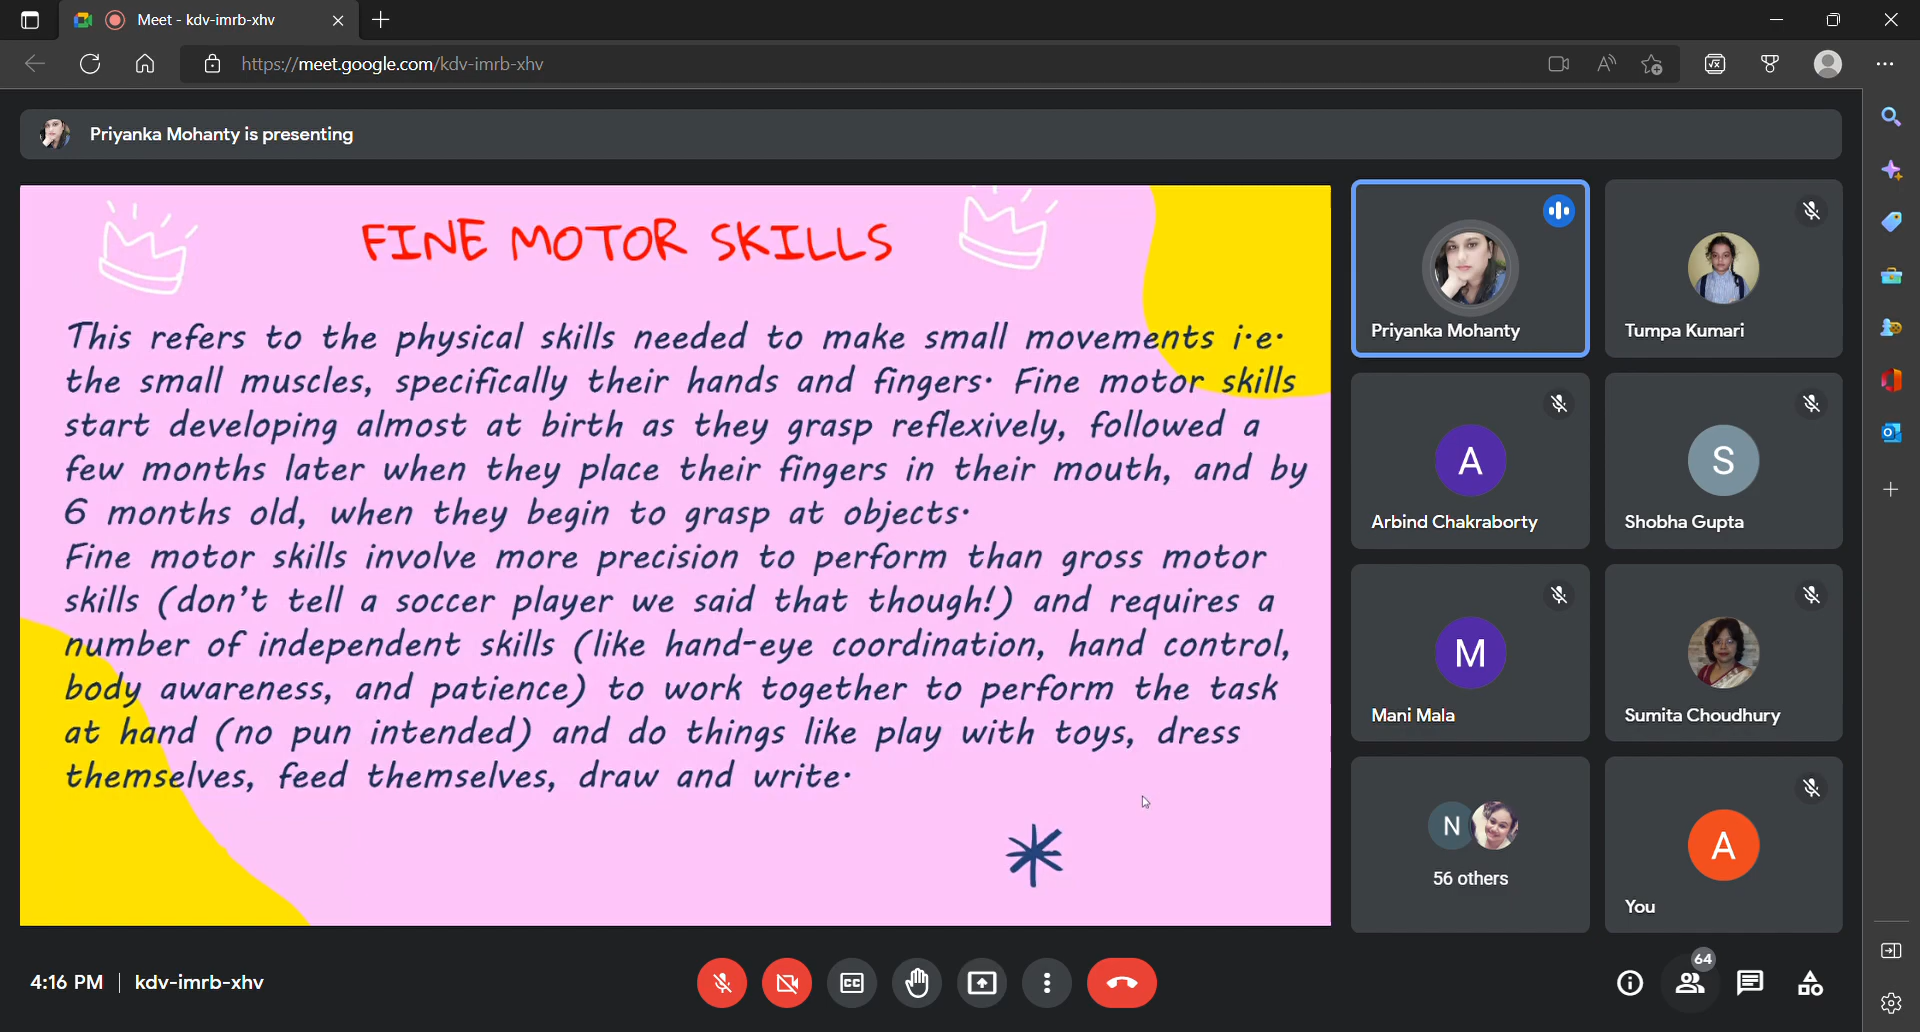 Meet - kdv-imrb-xhv
https://meet.google.com/kdv-imrb-xhv
Priyanka Mohanty is presenting
FINE MOTOR SKILLS
This refers to the physical skills needed to make small movements i·e·
the small muscles, specifically their hands and fingers· Fine motor skills
start developing almost at birth as they grasp reflexively, followed a
few months later when they place their fingers in their mouth, and by
6 months old, when they begin to grasp at objects·
Fine motor skills involve more precision to perform than gross motor
skills (don't tell a soccer player we said that though!) and requires a
number of independent skills (like hand-eye coordination, hand control,
body awareness, and patience) to work together to perform the task
at hand (no pun intended) and do things like play with toys, dress
themselves, feed themselves, draw and write·
Priyanka Mohanty
Tumpa Kumari
A
Arbind Chakraborty
S
Shobha Gupta
M
Mani Mala
Sumita Choudhury
N
56 others
A
You
4:16 PM | kdv-imrb-xhv
CC
64